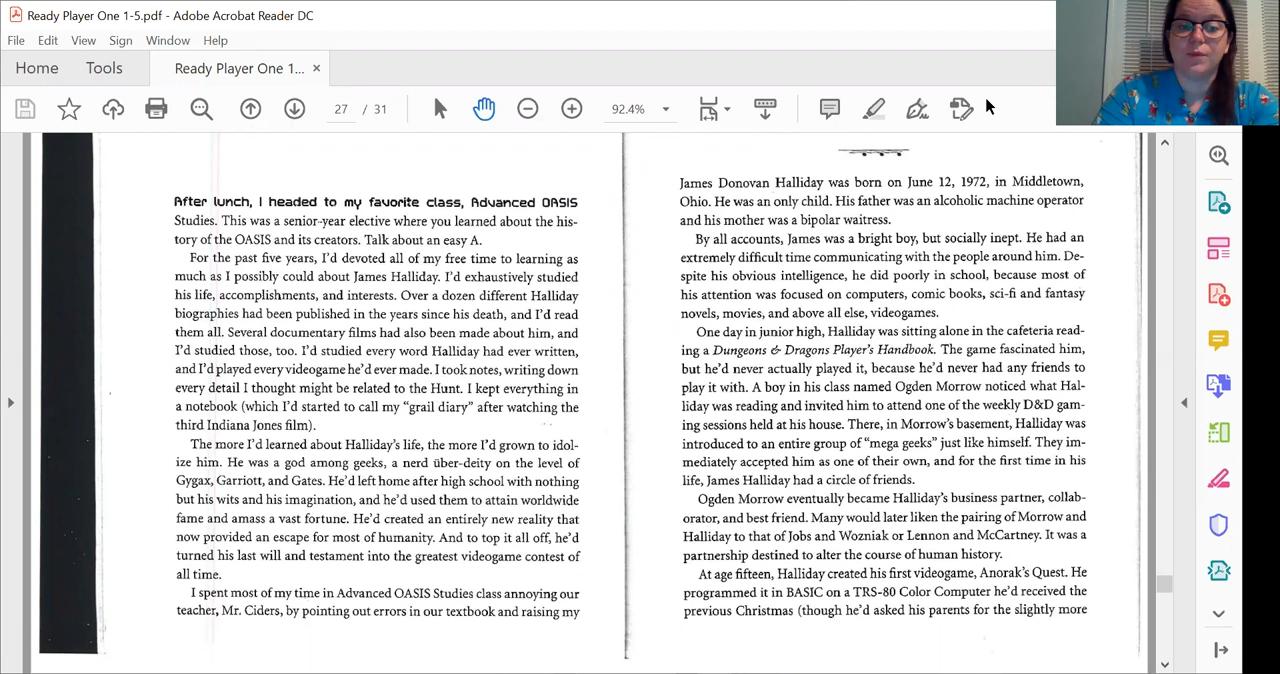 Ready Player One 1-5.pdf - Adobe Acrobat Reader DC
File Edit View Sign Window Help
Home Tools Ready Player One 1... ×
27 / 31 92.4%
After lunch, I headed to my favorite class, Advanced OASIS
Studies. This was a senior-year elective where you learned about the his-
tory of the OASIS and its creators. Talk about an easy A.
For the past five years, I'd devoted all of my free time to learning as
much as I possibly could about James Halliday. I'd exhaustively studied
his life, accomplishments, and interests. Over a dozen different Halliday
biographies had been published in the years since his death, and I'd read
them all. Several documentary films had also been made about him, and
I'd studied those, too. I'd studied every word Halliday had ever written,
and I'd played every videogame he'd ever made. I took notes, writing down
every detail I thought might be related to the Hunt. I kept everything in
a notebook (which I'd started to call my "grail diary" after watching the
third Indiana Jones film).
The more I'd learned about Halliday's life, the more I'd grown to idol-
ize him. He was a god among geeks, a nerd über-deity on the level of
Gygax, Garriott, and Gates. He'd left home after high school with nothing
but his wits and his imagination, and he'd used them to attain worldwide
fame and amass a vast fortune. He'd created an entirely new reality that
now provided an escape for most of humanity. And to top it all off, he'd
turned his last will and testament into the greatest videogame contest of
all time.
I spent most of my time in Advanced OASIS Studies class annoying our
teacher, Mr. Ciders, by pointing out errors in our textbook and raising my
James Donovan Halliday was born on June 12, 1972, in Middletown,
Ohio. He was an only child. His father was an alcoholic machine operator
and his mother was a bipolar waitress.
By all accounts, James was a bright boy, but socially inept. He had an
extremely difficult time communicating with the people around him. De-
spite his obvious intelligence, he did poorly in school, because most of
his attention was focused on computers, comic books, sci-fi and fantasy
novels, movies, and above all else, videogames.
One day in junior high, Halliday was sitting alone in the cafeteria read-
ing a Dungeons & Dragons Player's Handbook. The game fascinated him,
but he'd never actually played it, because he'd never had any friends to
play it with. A boy in his class named Ogden Morrow noticed what Hal-
liday was reading and invited him to attend one of the weekly D&D gam-
ing sessions held at his house. There, in Morrow's basement, Halliday was
introduced to an entire group of "mega geeks" just like himself. They im-
mediately accepted him as one of their own, and for the first time in his
life, James Halliday had a circle of friends.
Ogden Morrow eventually became Halliday's business partner, collab-
orator, and best friend. Many would later liken the pairing of Morrow and
Halliday to that of Jobs and Wozniak or Lennon and McCartney. It was a
partnership destined to alter the course of human history.
At age fifteen, Halliday created his first videogame, Anorak's Quest. He
programmed it in BASIC on a TRS-80 Color Computer he'd received the
previous Christmas (though he'd asked his parents for the slightly more